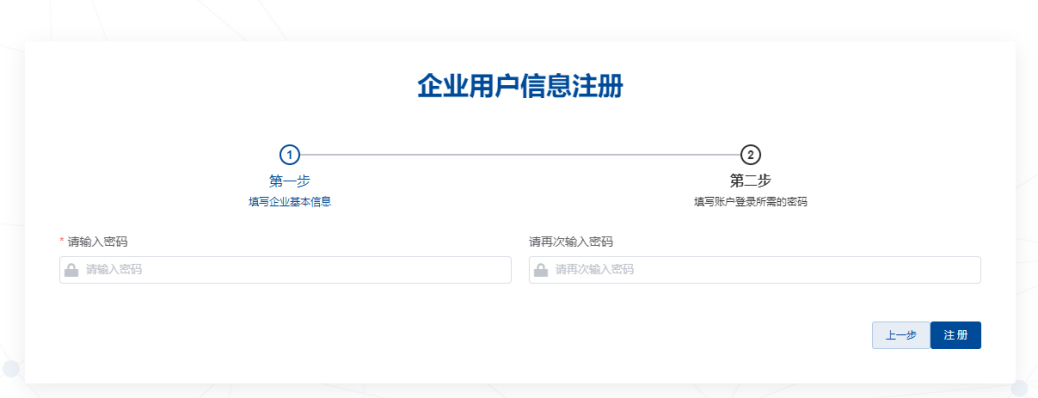 企业用户信息注册
1
2
第一步
第二步
填写企业基本信息
填写账户登录所需的密码
* 请输入密码
请再次输入密码
请输入密码
请再次输入密码
上一步
注册